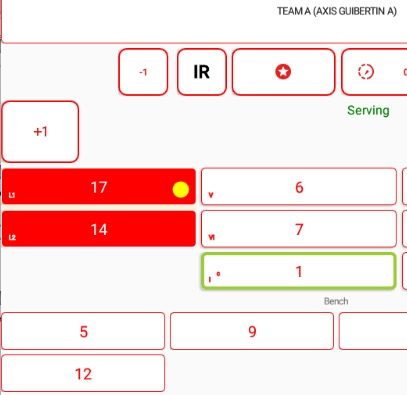 TEAM A (AXIS GUIBERTIN A)
-1 IR
Serving
+1
L1 17 V 6
L2 14 VI 7
I c 1
Bench
5 9
12